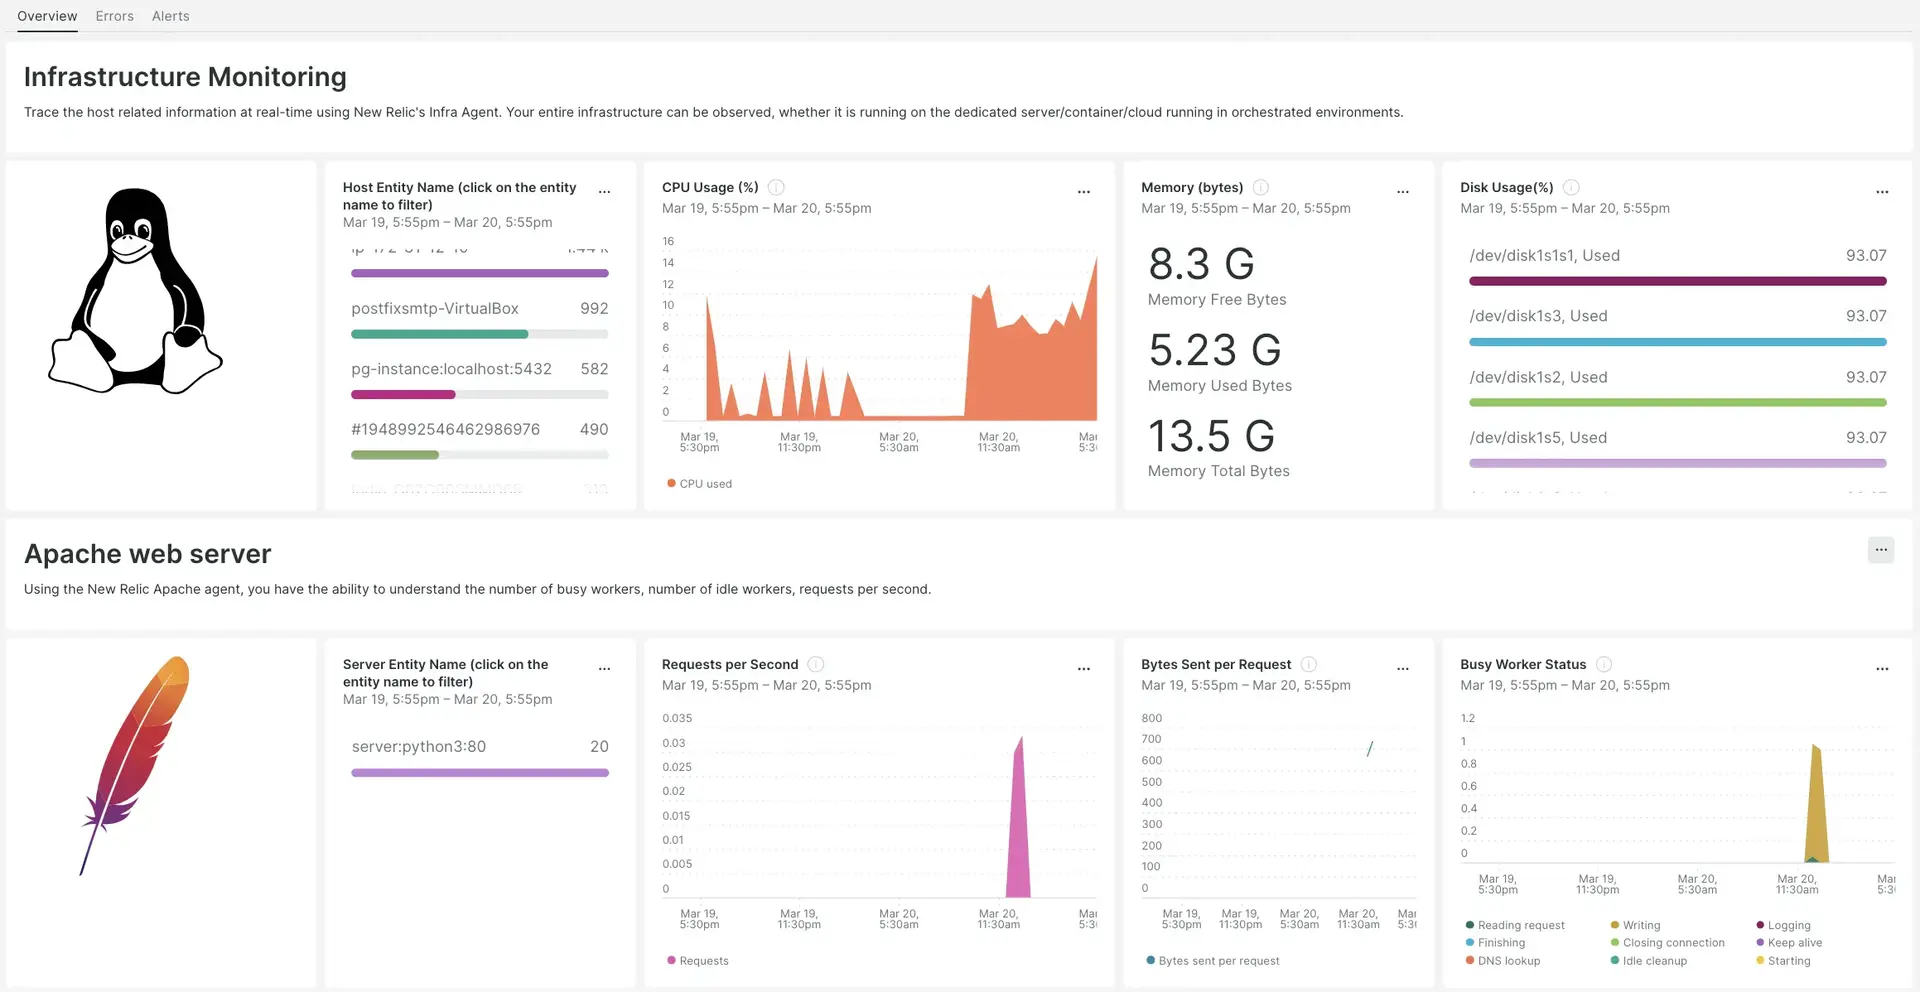 Overview Errors Alerts
Infrastructure Monitoring
Trace the host related information at real-time using New Relic's Infra Agent. Your entire infrastructure can be observed, whether it is running on the dedicated server/container/cloud running in orchestrated environments.
Host Entity Name (click on the entity
name to filter)
Mar 19, 5:55pm – Mar 20, 5:55pm
postfixsmtp-VirtualBox 992
pg-instance:localhost:5432 582
#1948992546462986976 490
CPU Usage (%)
Mar 19, 5:55pm – Mar 20, 5:55pm
16
14
12
10
8
6
4
2
0
Mar 19, Mar 19, Mar 20, Mar 20, Mar
5:30pm 11:30pm 5:30am 11:30am 5:3
CPU used
Memory (bytes)
Mar 19, 5:55pm – Mar 20, 5:55pm
8.3 G
Memory Free Bytes
5.23 G
Memory Used Bytes
13.5 G
Memory Total Bytes
Disk Usage(%)
Mar 19, 5:55pm – Mar 20, 5:55pm
/dev/disk1s1s1, Used 93.07
/dev/disk1s3, Used 93.07
/dev/disk1s2, Used 93.07
/dev/disk1s5, Used 93.07
Apache web server
Using the New Relic Apache agent, you have the ability to understand the number of busy workers, number of idle workers, requests per second.
Server Entity Name (click on the
entity name to filter)
Mar 19, 5:55pm – Mar 20, 5:55pm
server:python3:80 20
Requests per Second
Mar 19, 5:55pm – Mar 20, 5:55pm
0.035
0.03
0.025
0.02
0.015
0.01
0.005
0
Mar 19, Mar 19, Mar 20, Mar 20, Mar
5:30pm 11:30pm 5:30am 11:30am 5:3
Requests
Bytes Sent per Request
Mar 19, 5:55pm – Mar 20, 5:55pm
800
700
600
500
400
300
200
100
0
Mar 19, Mar 19, Mar 20, Mar 20, Mar
5:30pm 11:30pm 5:30am 11:30am 5:3
Bytes sent per request
Busy Worker Status
Mar 19, 5:55pm – Mar 20, 5:55pm
1.2
1
0.8
0.6
0.4
0.2
0
Mar 19, Mar 19, Mar 20, Mar 20, Mar
5:30pm 11:30pm 5:30am 11:30am 5:3
Reading request Writing Logging
Finishing Closing connection Keep alive
DNS lookup Idle cleanup Starting